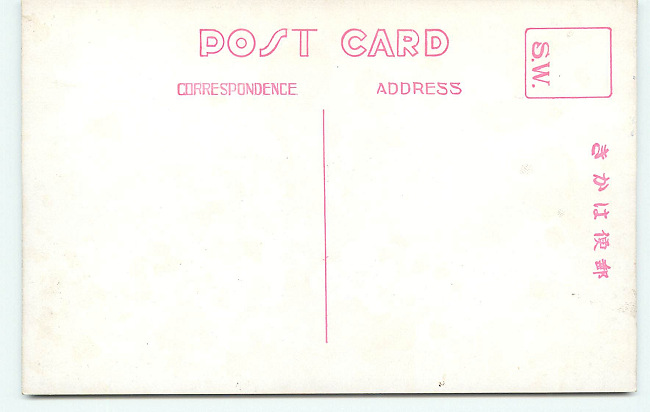 POST CARD
CORRESPONDENCE
ADDRESS
S.W.
きかは便郵